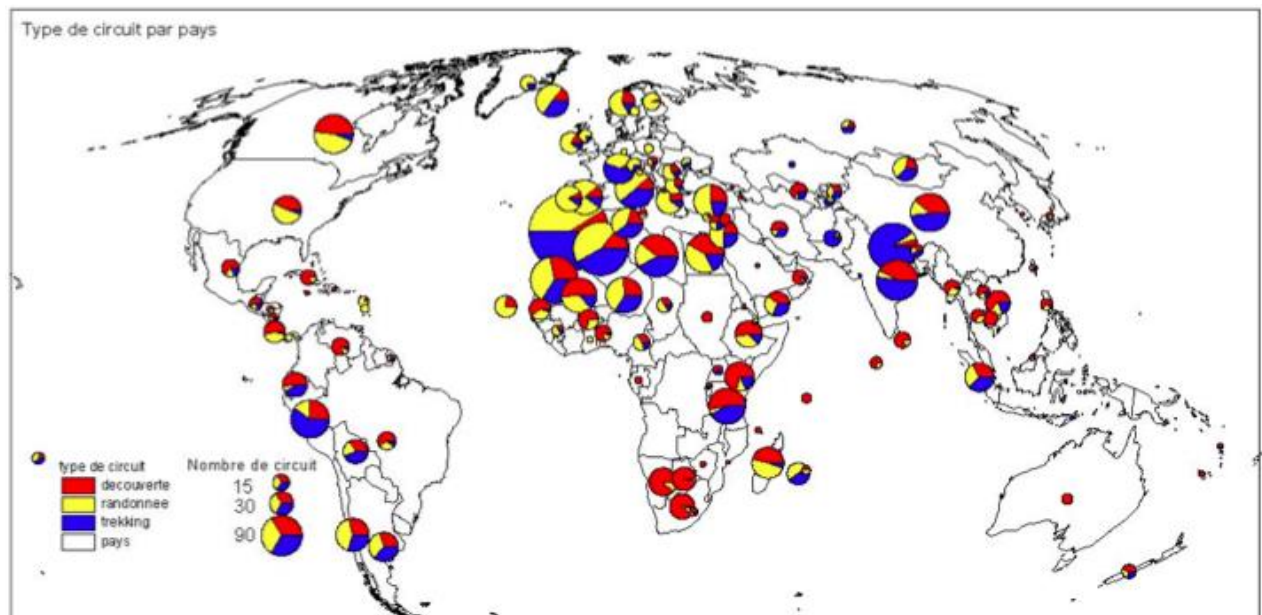 Type de circuit par pays
type de circuit
decouverte
randonnee
trekking
pays
Nombre de circuit
15
30
90